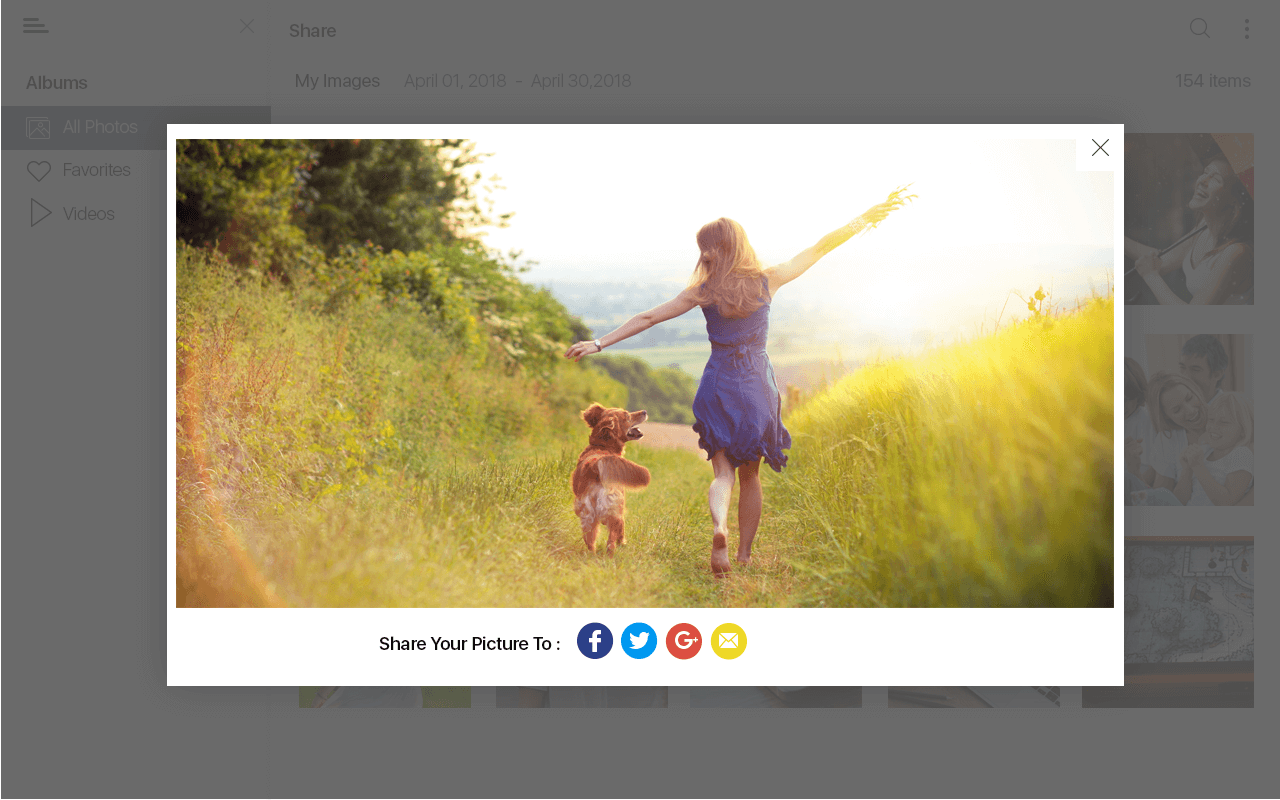 Share
Albums
My Images April 01, 2018 - April 30,2018 154 items
All Photos
Favorites
Videos
Share Your Picture To :